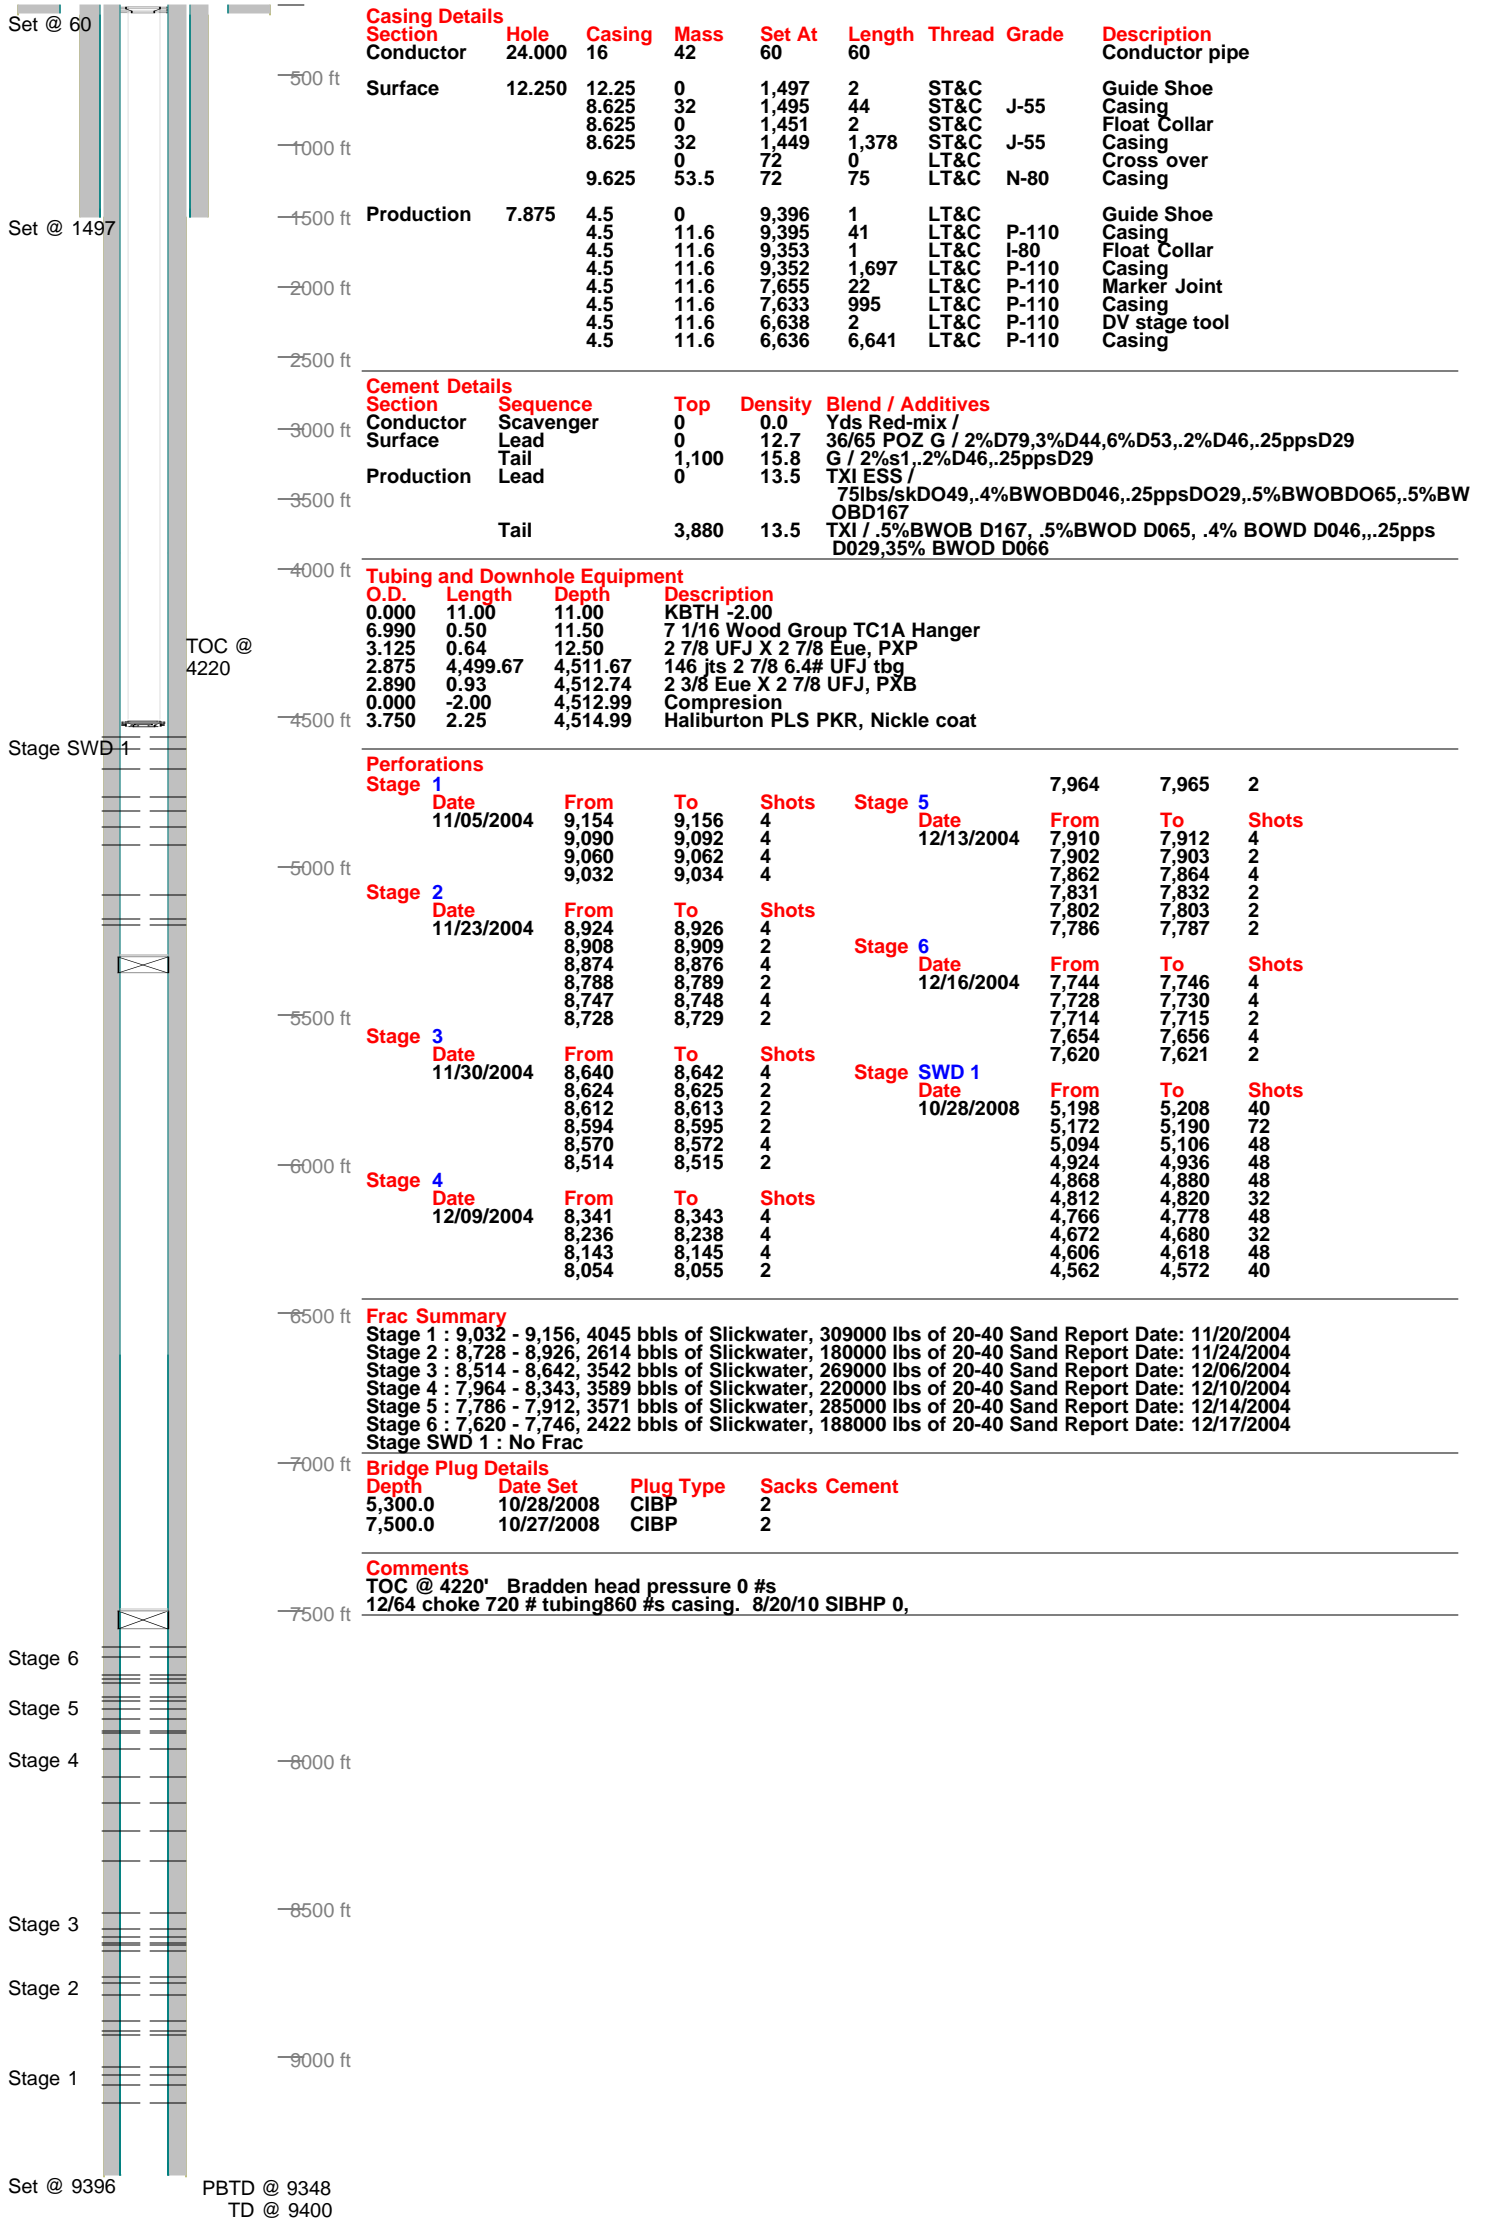 Set @ 60
Set @ 1497
TOC @
4220
Stage SWD 1
Stage 6
Stage 5
Stage 4
Stage 3
Stage 2
Stage 1
Set @ 9396
PBTD @ 9348
TD @ 9400
500 ft
1000 ft
1500 ft
2000 ft
2500 ft
3000 ft
3500 ft
4000 ft
4500 ft
5000 ft
5500 ft
6000 ft
6500 ft
7000 ft
7500 ft
8000 ft
8500 ft
9000 ft
Casing Details
Section Hole Casing Mass Set At Length Thread Grade Description
Conductor 24.000 16 42 60 60 Conductor pipe
Surface 12.250 12.25 0 1,497 2 ST&C Guide Shoe
8.625 32 1,495 44 ST&C J-55 Casing
8.625 0 1,451 2 ST&C Float Collar
8.625 32 1,449 1,378 ST&C J-55 Casing
0 72 0 LT&C Cross over
9.625 53.5 72 75 LT&C N-80 Casing
Production 7.875 4.5 0 9,396 1 LT&C Guide Shoe
4.5 11.6 9,395 41 LT&C P-110 Casing
4.5 11.6 9,353 1 LT&C I-80 Float Collar
4.5 11.6 9,352 1,697 LT&C P-110 Casing
4.5 11.6 7,655 22 LT&C P-110 Marker Joint
4.5 11.6 7,633 995 LT&C P-110 Casing
4.5 11.6 6,638 2 LT&C P-110 DV stage tool
4.5 11.6 6,636 6,641 LT&C P-110 Casing
Cement Details
Section Sequence Top Density Blend / Additives
Conductor Scavenger 0 0.0 Yds Red-mix /
Surface Lead 0 12.7 36/65 POZ G / 2%D79,3%D44,6%D53,.2%D46,.25ppsD29
Tail 1,100 15.8 G / 2%s1,.2%D46,.25ppsD29
Production Lead 0 13.5 TXI ESS /
75lbs/skDO49,.4%BWOBD046,.25ppsDO29,.5%BWOBDO65,.5%BW
OBD167
Tail 3,880 13.5 TXI / .5%BWOB D167, .5%BWOD D065, .4% BOWD D046,,.25pps
D029,35% BWOD D066
Tubing and Downhole Equipment
O.D. Length Depth Description
0.000 11.00 11.00 KBTH -2.00
6.990 0.50 11.50 7 1/16 Wood Group TC1A Hanger
3.125 0.64 12.50 2 7/8 UFJ X 2 7/8 Eue, PXP
2.875 4,499.67 4,511.67 146 jts 2 7/8 6.4# UFJ tbg
2.890 0.93 4,512.74 2 3/8 Eue X 2 7/8 UFJ, PXB
0.000 -2.00 4,512.99 Compresion
3.750 2.25 4,514.99 Haliburton PLS PKR, Nickle coat
Perforations
Stage 1
Date From To Shots
11/05/2004 9,154 9,156 4
9,090 9,092 4
9,060 9,062 4
9,032 9,034 4
Stage 2
Date From To Shots
11/23/2004 8,924 8,926 4
8,908 8,909 2
8,874 8,876 4
8,788 8,789 2
8,747 8,748 4
8,728 8,729 2
Stage 3
Date From To Shots
11/30/2004 8,640 8,642 4
8,624 8,625 2
8,612 8,613 2
8,594 8,595 2
8,570 8,572 4
8,514 8,515 2
Stage 4
Date From To Shots
12/09/2004 8,341 8,343 4
8,236 8,238 4
8,143 8,145 4
8,054 8,055 2
7,964 7,965 2
Stage 5
Date From To Shots
12/13/2004 7,910 7,912 4
7,902 7,903 2
7,862 7,864 4
7,831 7,832 2
7,802 7,803 2
7,786 7,787 2
Stage 6
Date From To Shots
12/16/2004 7,744 7,746 4
7,728 7,730 4
7,714 7,715 2
7,654 7,656 4
7,620 7,621 2
Stage SWD 1
Date From To Shots
10/28/2008 5,198 5,208 40
5,172 5,190 72
5,094 5,106 48
4,924 4,936 48
4,868 4,880 48
4,812 4,820 32
4,766 4,778 48
4,672 4,680 32
4,606 4,618 48
4,562 4,572 40
Frac Summary
Stage 1 : 9,032 - 9,156, 4045 bbls of Slickwater, 309000 lbs of 20-40 Sand Report Date: 11/20/2004
Stage 2 : 8,728 - 8,926, 2614 bbls of Slickwater, 180000 lbs of 20-40 Sand Report Date: 11/24/2004
Stage 3 : 8,514 - 8,642, 3542 bbls of Slickwater, 269000 lbs of 20-40 Sand Report Date: 12/06/2004
Stage 4 : 7,964 - 8,343, 3589 bbls of Slickwater, 220000 lbs of 20-40 Sand Report Date: 12/10/2004
Stage 5 : 7,786 - 7,912, 3571 bbls of Slickwater, 285000 lbs of 20-40 Sand Report Date: 12/14/2004
Stage 6 : 7,620 - 7,746, 2422 bbls of Slickwater, 188000 lbs of 20-40 Sand Report Date: 12/17/2004
Stage SWD 1 : No Frac
Bridge Plug Details
Depth Date Set Plug Type Sacks Cement
5,300.0 10/28/2008 CIBP 2
7,500.0 10/27/2008 CIBP 2
Comments
TOC @ 4220' Bradden head pressure 0 #s
12/64 choke 720 # tubing860 #s casing. 8/20/10 SIBHP 0,